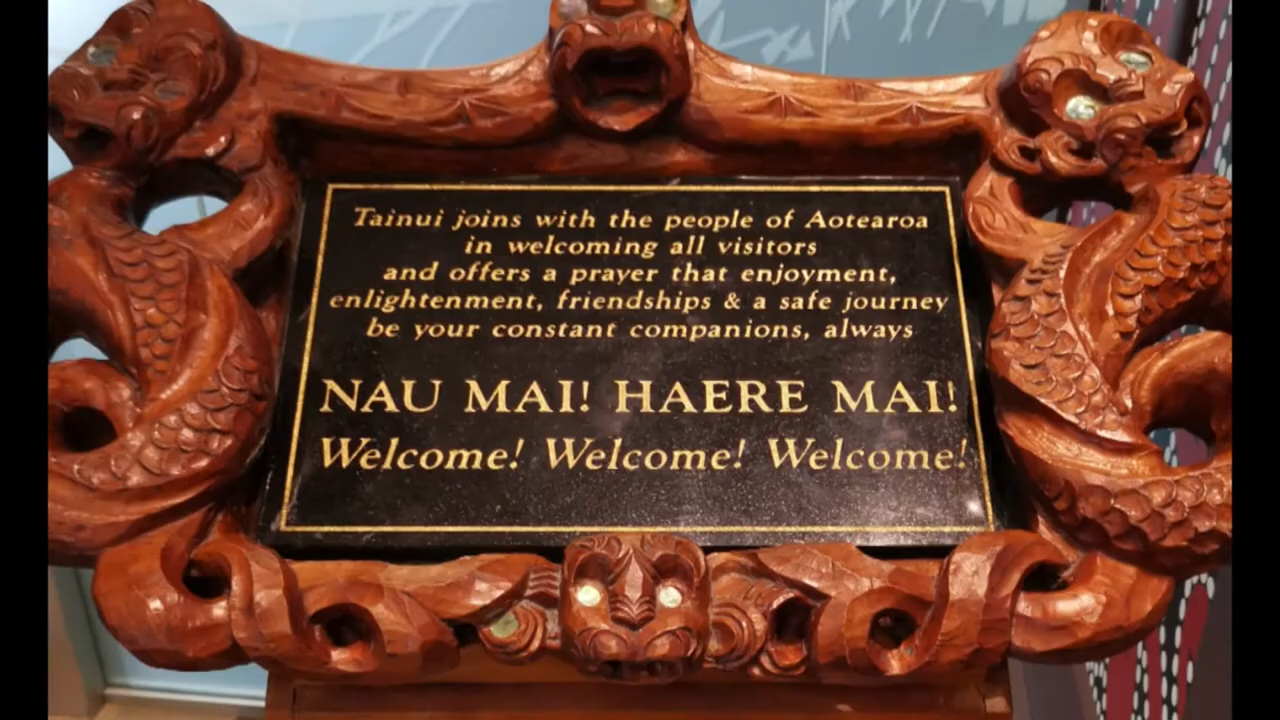 Tainui joins with the people of Aotearoa
in welcoming all visitors
and offers a prayer that enjoyment,
enlightenment, friendships & a safe journey
be your constant companions, always
NAU MAI! HAERE MAI!
Welcome! Welcome! Welcome!